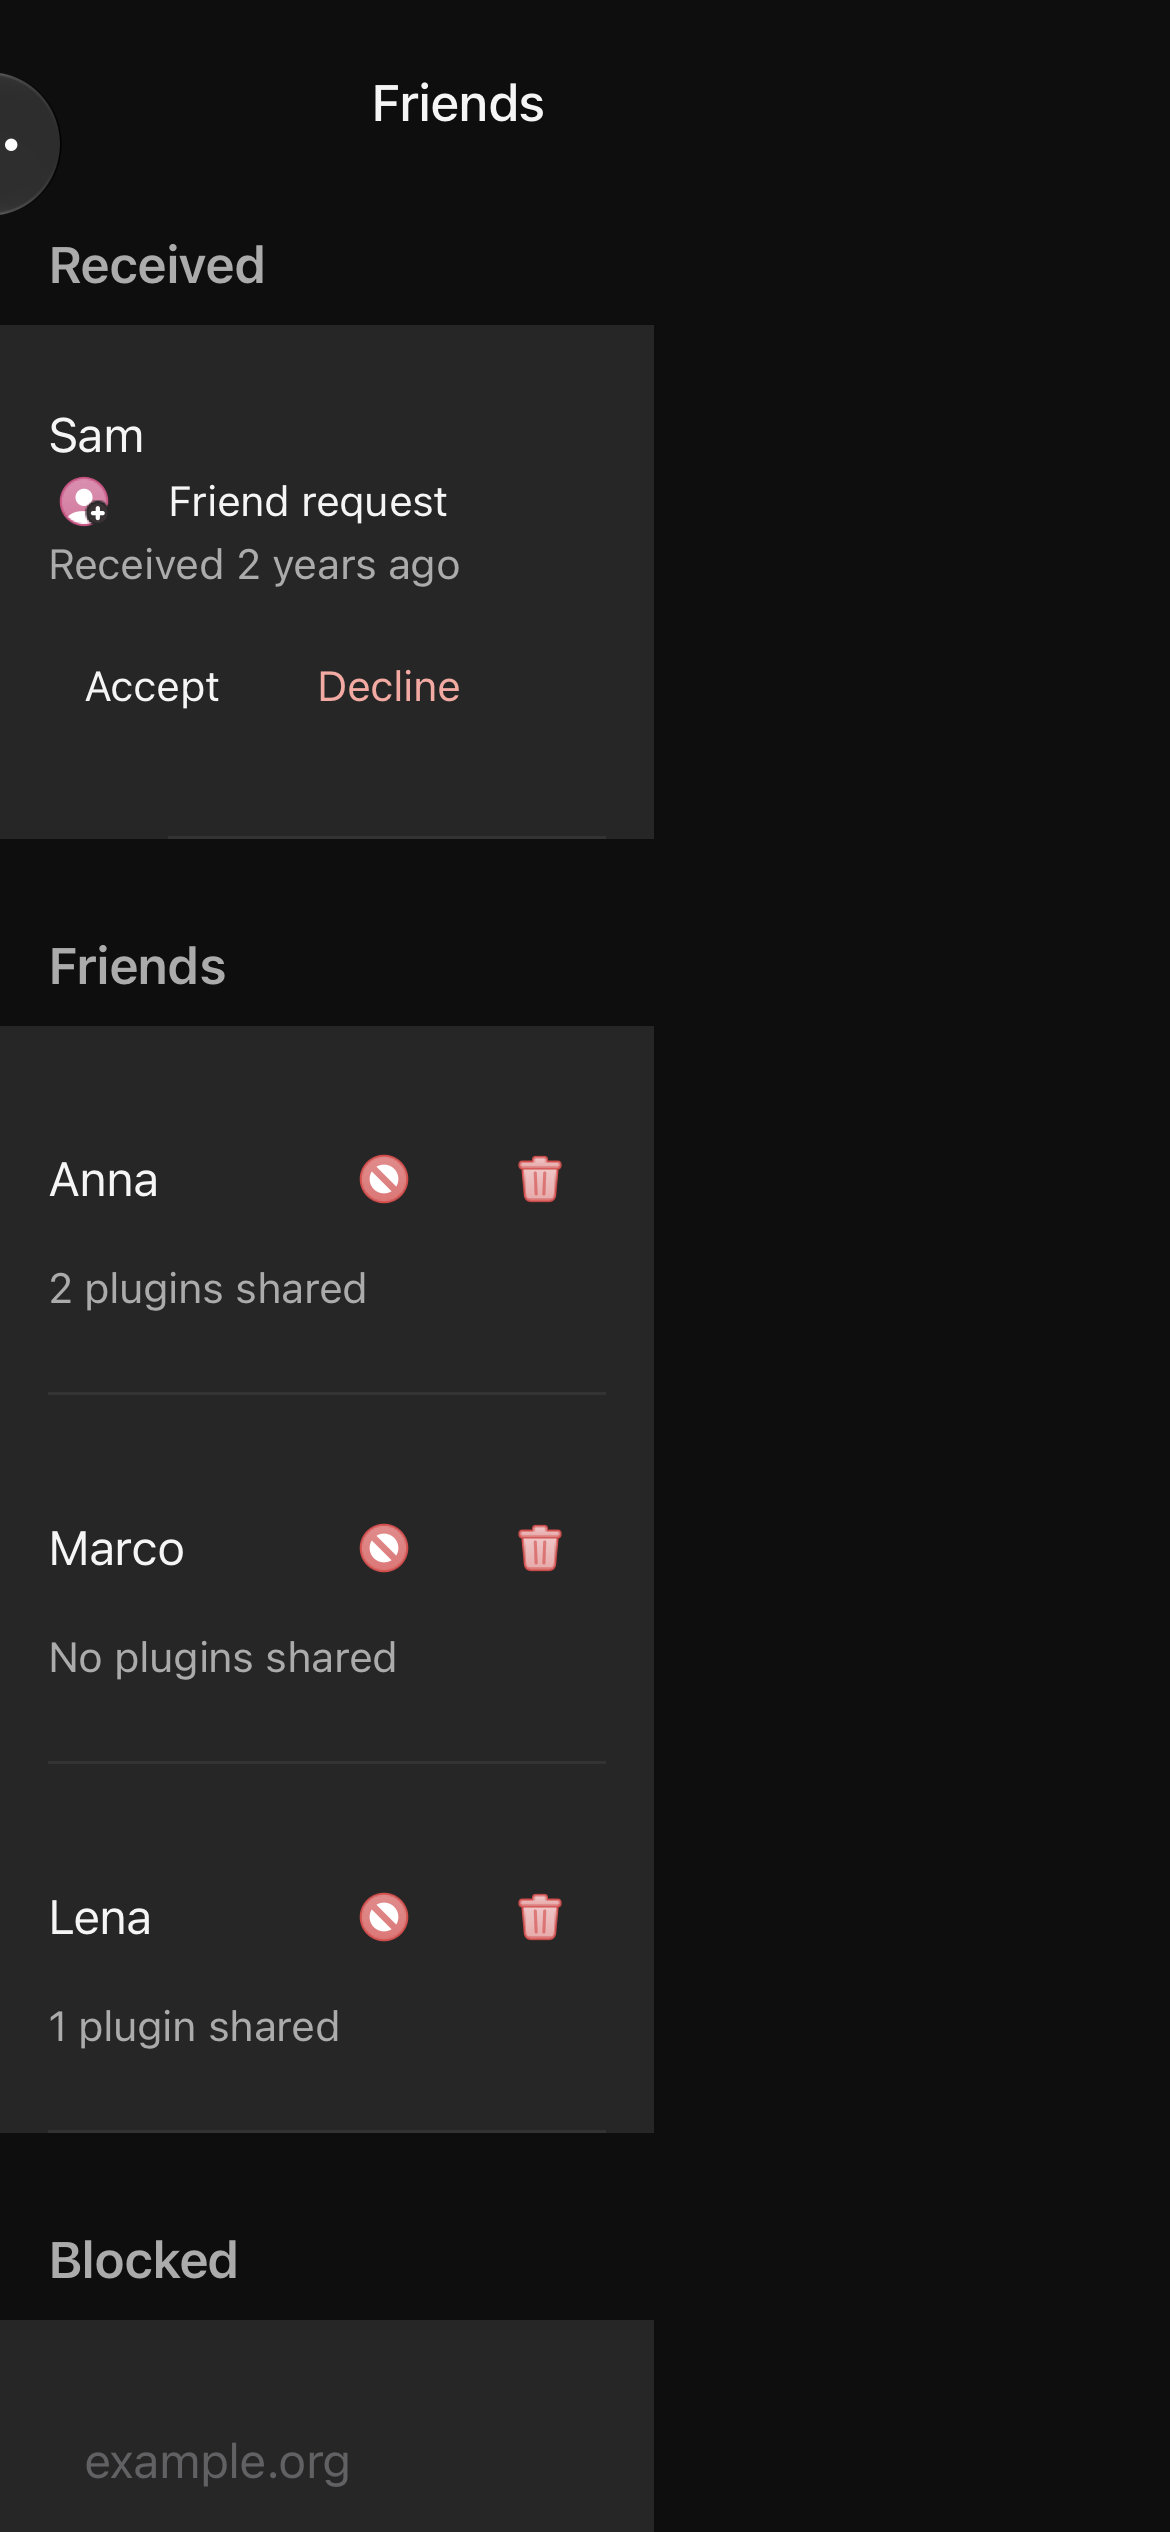 Friends
Received
Sam
Friend request
Received 2 years ago
Accept Decline
Friends
Anna
2 plugins shared
Marco
No plugins shared
Lena
1 plugin shared
Blocked
example.org